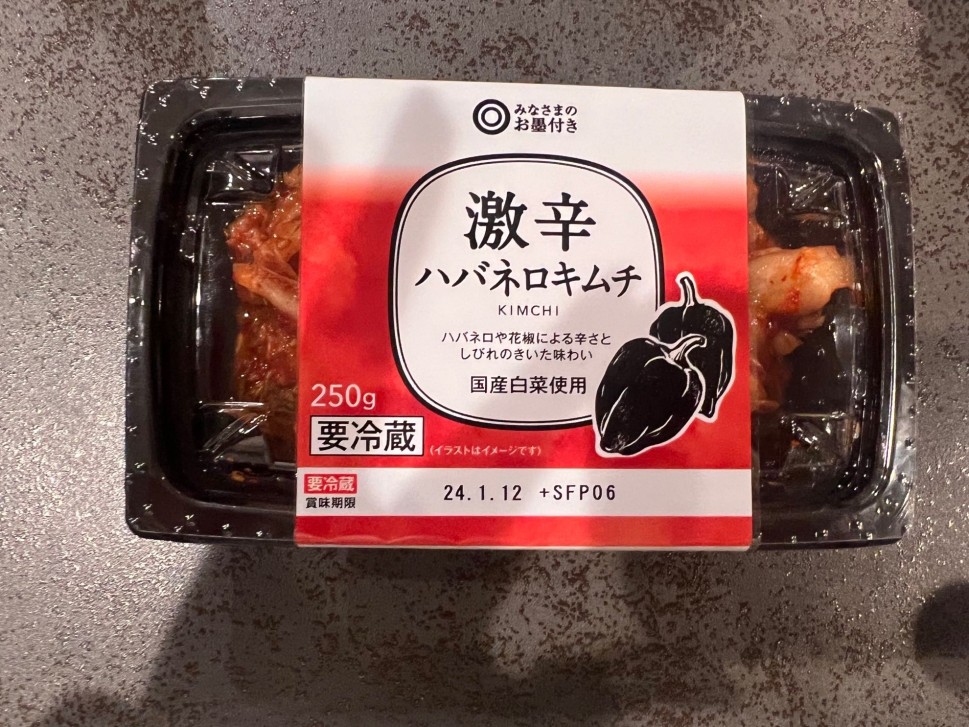 みなさまの
お墨付き
激辛
ハバネロキムチ
KIMCHI
ハバネロや花椒による辛さと
しびれのきいた味わい
国産白菜使用
250g
要冷蔵
(イラストはイメージです)
要冷蔵
賞味期限
24.1.12 +SFP06